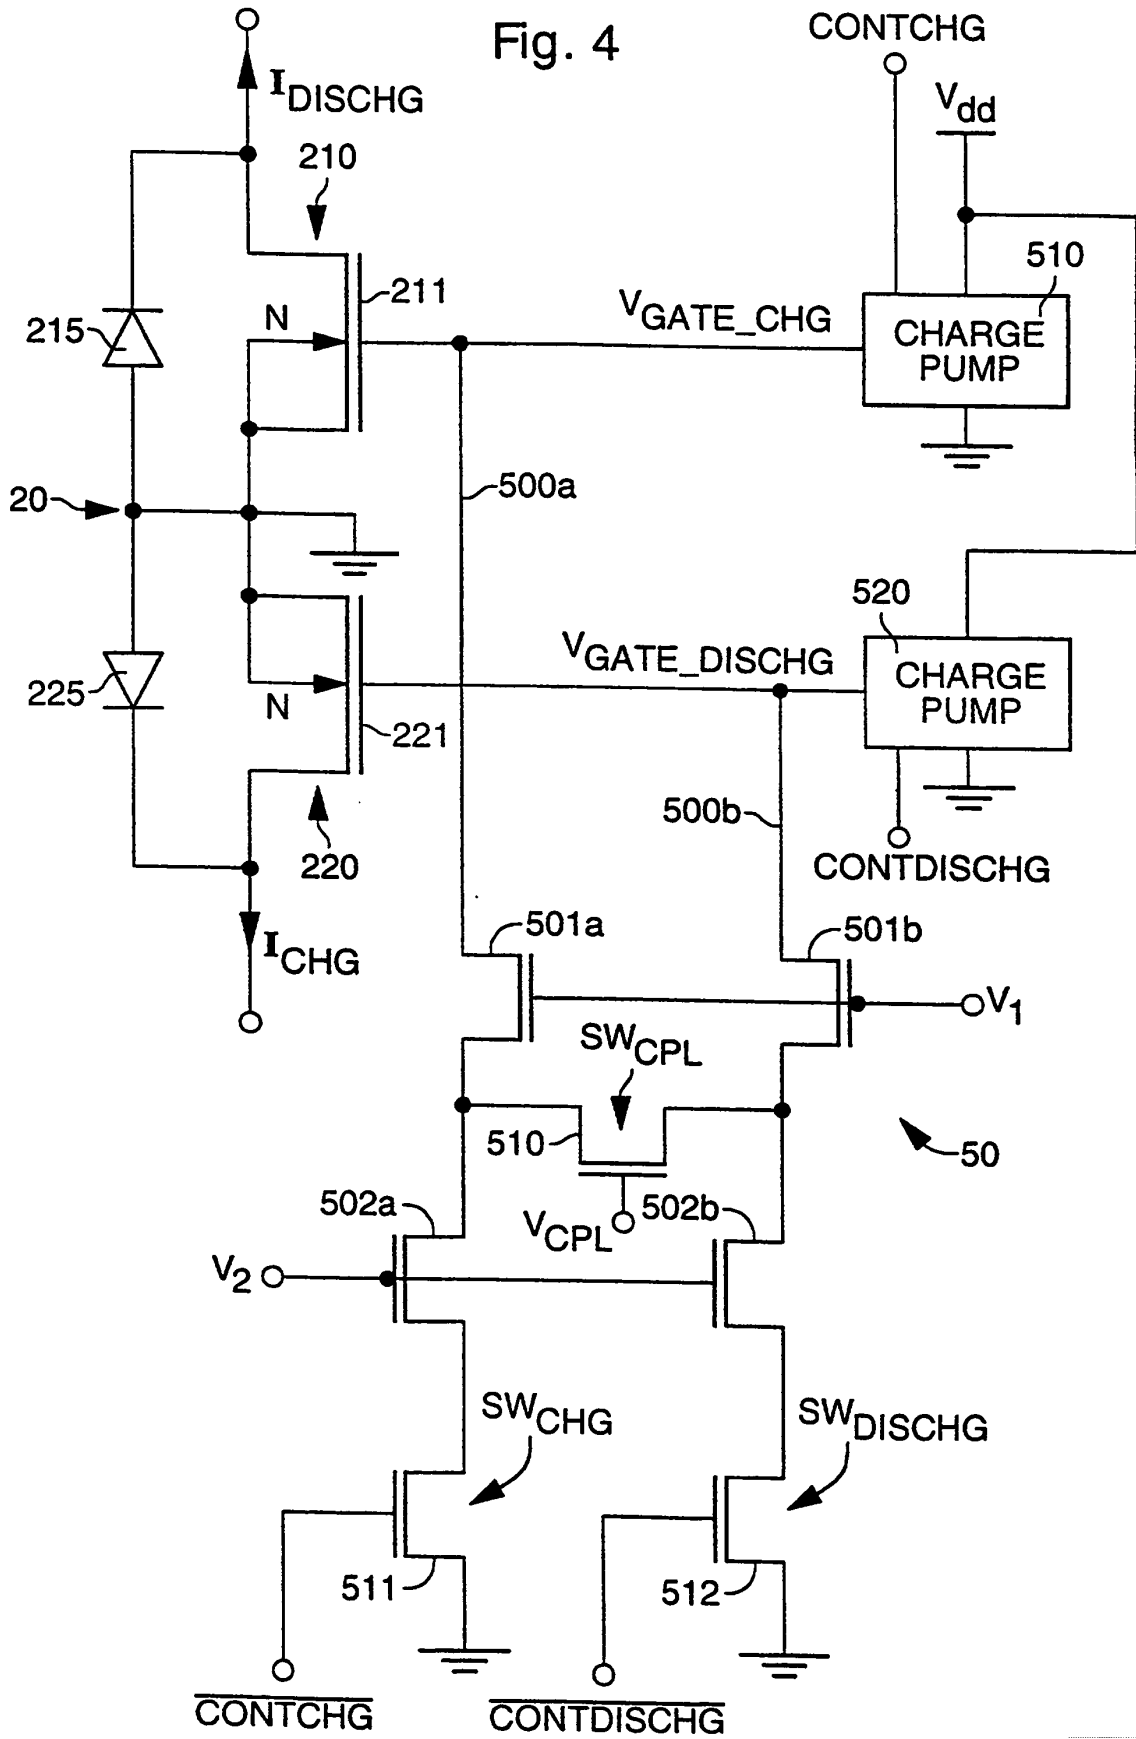 Fig. 4
CONTCHG
Vdd
IDISCHG
210
510
211
VGATE_CHG
CHARGE
PUMP
N
215
500a
20
520
VGATE_DISCHG
CHARGE
PUMP
225
N
221
500b
220
CONTDISCHG
ICHG
501a
501b
V1
SWCPL
510
50
502a
VCPL
502b
V2
SWCHG
SWDISCHG
511
512
CONTCHG
CONTDISCHG